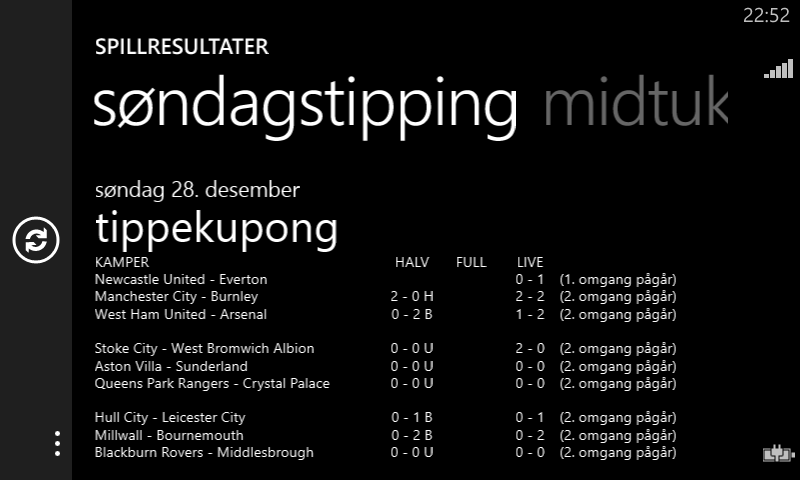 22:52
SPILLRESULTATER
søndagstipping midtuk
søndag 28. desember
tippekupong
KAMPER HALV FULL LIVE
Newcastle United - Everton 0 - 1 (1. omgang pågår)
Manchester City - Burnley 2 - 0 H 2 - 2 (2. omgang pågår)
West Ham United - Arsenal 0 - 2 B 1 - 2 (2. omgang pågår)
Stoke City - West Bromwich Albion 0 - 0 U 2 - 0 (2. omgang pågår)
Aston Villa - Sunderland 0 - 0 U 0 - 0 (2. omgang pågår)
Queens Park Rangers - Crystal Palace 0 - 0 U 0 - 0 (2. omgang pågår)
Hull City - Leicester City 0 - 1 B 0 - 1 (2. omgang pågår)
Millwall - Bournemouth 0 - 2 B 0 - 2 (2. omgang pågår)
Blackburn Rovers - Middlesbrough 0 - 0 U 0 - 0 (2. omgang pågår)